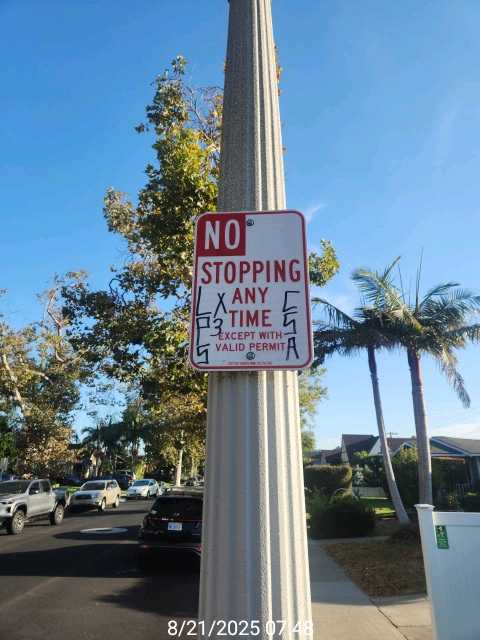 NO
STOPPING
ANY
TIME
EXCEPT WITH
VALID PERMIT
8/21/2025 07:48